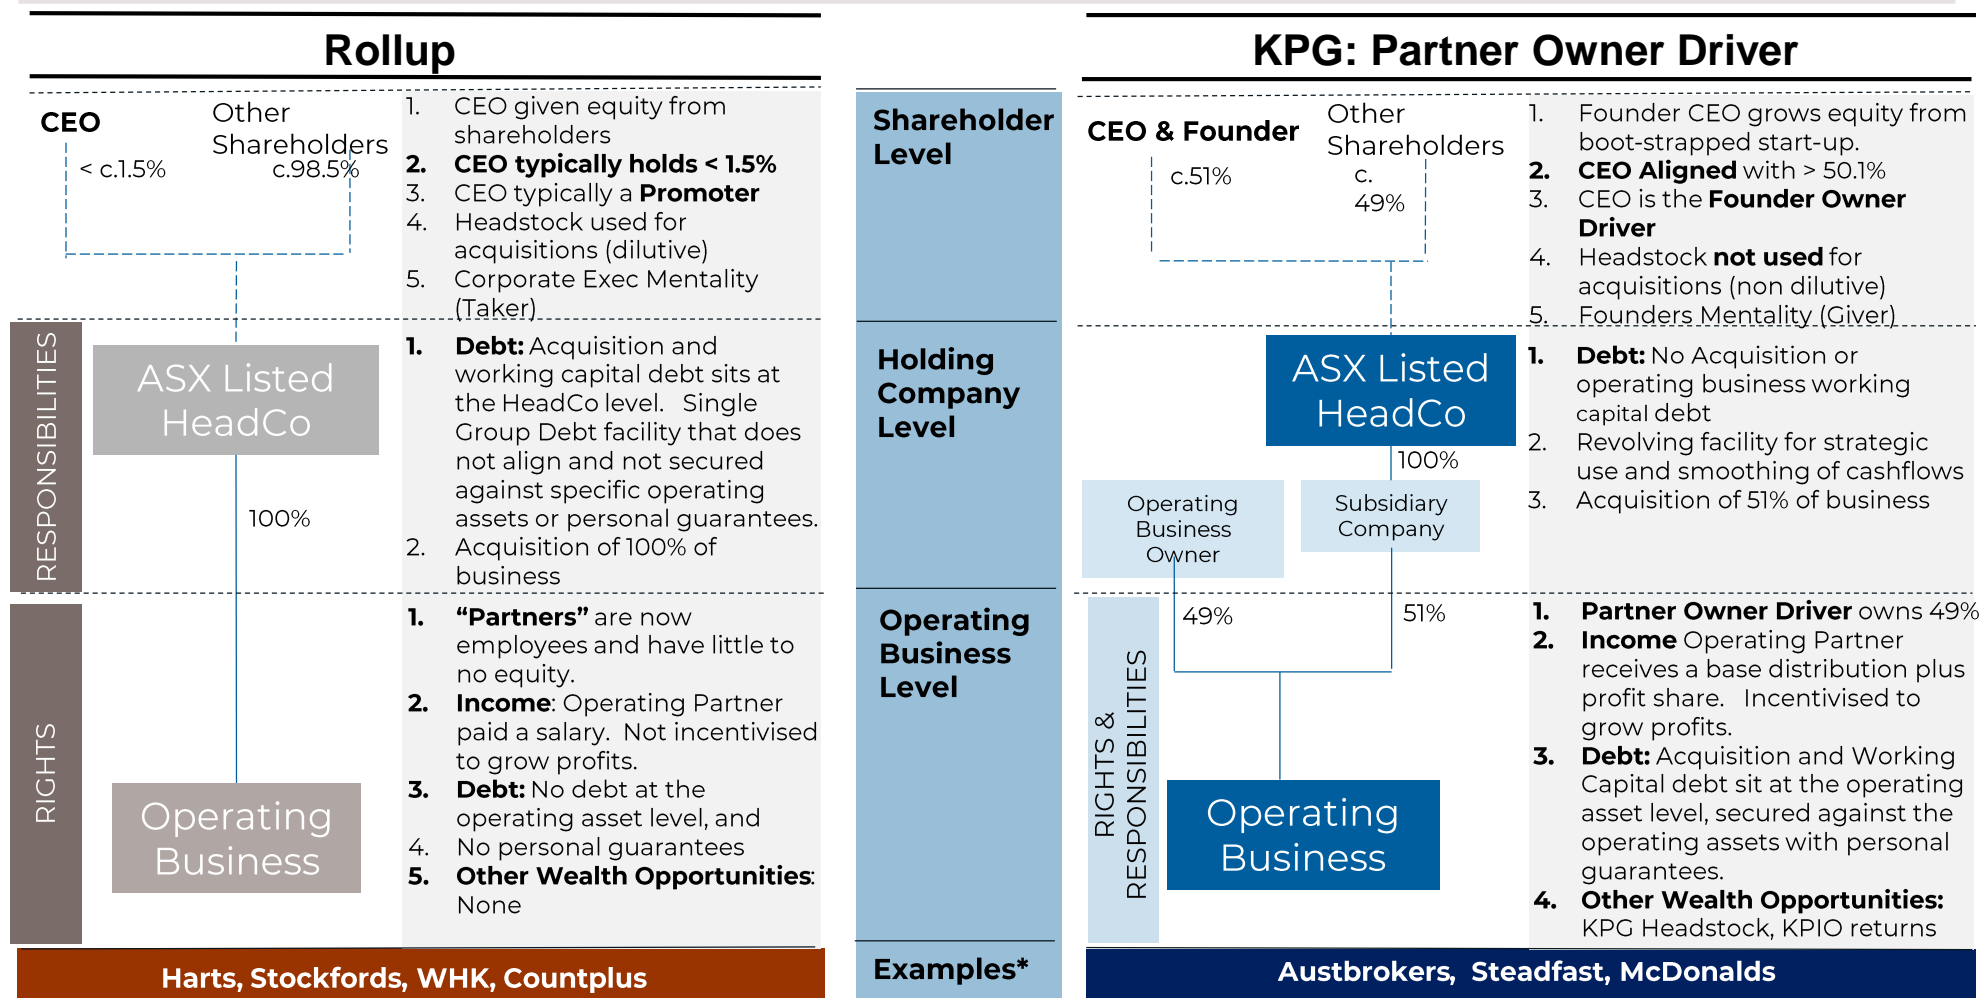 Rollup
CEO
Other
Shareholders
< c.1.5%
c.98.5%
1. CEO given equity from
shareholders
2. CEO typically holds < 1.5%
3. CEO typically a Promoter
4. Headstock used for
acquisitions (dilutive)
5. Corporate Exec Mentality
(Taker)
RESPONSIBILITIES
ASX Listed
HeadCo
100%
1. Debt: Acquisition and
working capital debt sits at
the HeadCo level. Single
Group Debt facility that does
not align and not secured
against specific operating
assets or personal guarantees.
2. Acquisition of 100% of
business
RIGHTS
Operating
Business
1. “Partners” are now
employees and have little to
no equity.
2. Income: Operating Partner
paid a salary. Not incentivised
to grow profits.
3. Debt: No debt at the
operating asset level, and
4. No personal guarantees
5. Other Wealth Opportunities:
None
Harts, Stockfords, WHK, Countplus
Shareholder
Level
Holding
Company
Level
Operating
Business
Level
Examples*
KPG: Partner Owner Driver
CEO & Founder
Other
Shareholders
c.51%
c.
49%
1. Founder CEO grows equity from
boot-strapped start-up.
2. CEO Aligned with > 50.1%
3. CEO is the Founder Owner
Driver
4. Headstock not used for
acquisitions (non dilutive)
5. Founders Mentality (Giver)
ASX Listed
HeadCo
100%
Operating
Business
Owner
Subsidiary
Company
1. Debt: No Acquisition or
operating business working
capital debt
2. Revolving facility for strategic
use and smoothing of cashflows
3. Acquisition of 51% of business
RIGHTS &
RESPONSIBILITIES
49%
51%
Operating
Business
1. Partner Owner Driver owns 49%
2. Income Operating Partner
receives a base distribution plus
profit share. Incentivised to
grow profits.
3. Debt: Acquisition and Working
Capital debt sit at the operating
asset level, secured against the
operating assets with personal
guarantees.
4. Other Wealth Opportunities:
KPG Headstock, KPIO returns
Austbrokers, Steadfast, McDonalds